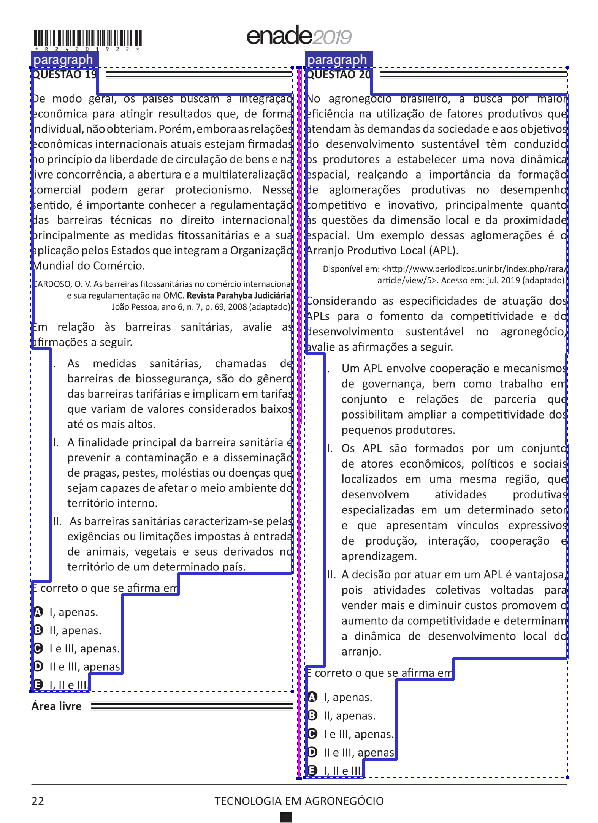 enade2019
paragraph
QUESTÃO 19
De modo geral, os países buscam a integração
econômica para atingir resultados que, de forma
individual, não obteriam. Porém, embora as relações
econômicas internacionais atuais estejam firmadas
no princípio da liberdade de circulação de bens e na
livre concorrência, a abertura e a multilateralização
comercial podem gerar protecionismo. Nesse
sentido, é importante conhecer a regulamentação
das barreiras técnicas no direito internacional,
principalmente as medidas fitossanitárias e a sua
aplicação pelos Estados que integram a Organização
Mundial do Comércio.
CARDOSO, O. V. As barreiras fitossanitárias no comércio internacional
e sua regulamentação na OMC. Revista Parahyba Judiciária,
João Pessoa, ano 6, n. 7, p. 69, 2008 (adaptado).
Em relação às barreiras sanitárias, avalie as
afirmações a seguir.
I. As medidas sanitárias, chamadas de
barreiras de biossegurança, são do gênero
das barreiras tarifárias e implicam em tarifas
que variam de valores considerados baixos
até os mais altos.
II. A finalidade principal da barreira sanitária é
prevenir a contaminação e a disseminação
de pragas, pestes, moléstias ou doenças que
sejam capazes de afetar o meio ambiente do
território interno.
III. As barreiras sanitárias caracterizam-se pelas
exigências ou limitações impostas à entrada
de animais, vegetais e seus derivados no
território de um determinado país.
É correto o que se afirma em
A I, apenas.
B II, apenas.
C I e III, apenas.
D II e III, apenas.
E I, II e III.
Área livre
paragraph
QUESTÃO 20
No agronegócio brasileiro, a busca por maior
eficiência na utilização de fatores produtivos que
atendam às demandas da sociedade e aos objetivos
do desenvolvimento sustentável têm conduzido
os produtores a estabelecer uma nova dinâmica
espacial, realçando a importância da formação
de aglomerações produtivas no desempenho
competitivo e inovativo, principalmente quanto
às questões da dimensão local e da proximidade
espacial. Um exemplo dessas aglomerações é o
Arranjo Produtivo Local (APL).
Disponível em: <http://www.periodicos.unir.br/index.php/rara/
article/view/5>. Acesso em: jul. 2019 (adaptado).
Considerando as especificidades de atuação dos
APLs para o fomento da competitividade e do
desenvolvimento sustentável no agronegócio,
avalie as afirmações a seguir.
I. Um APL envolve cooperação e mecanismos
de governança, bem como trabalho em
conjunto e relações de parceria que
possibilitam ampliar a competitividade dos
pequenos produtores.
II. Os APL são formados por um conjunto
de atores econômicos, políticos e sociais
localizados em uma mesma região, que
desenvolvem atividades produtivas
especializadas em um determinado setor
e que apresentam vínculos expressivos
de produção, interação, cooperação e
aprendizagem.
III. A decisão por atuar em um APL é vantajosa,
pois atividades coletivas voltadas para
vender mais e diminuir custos promovem o
aumento da competitividade e determinam
a dinâmica de desenvolvimento local do
arranjo.
É correto o que se afirma em
A I, apenas.
B II, apenas.
C I e III, apenas.
D II e III, apenas.
E I, II e III.
22
TECNOLOGIA EM AGRONEGÓCIO